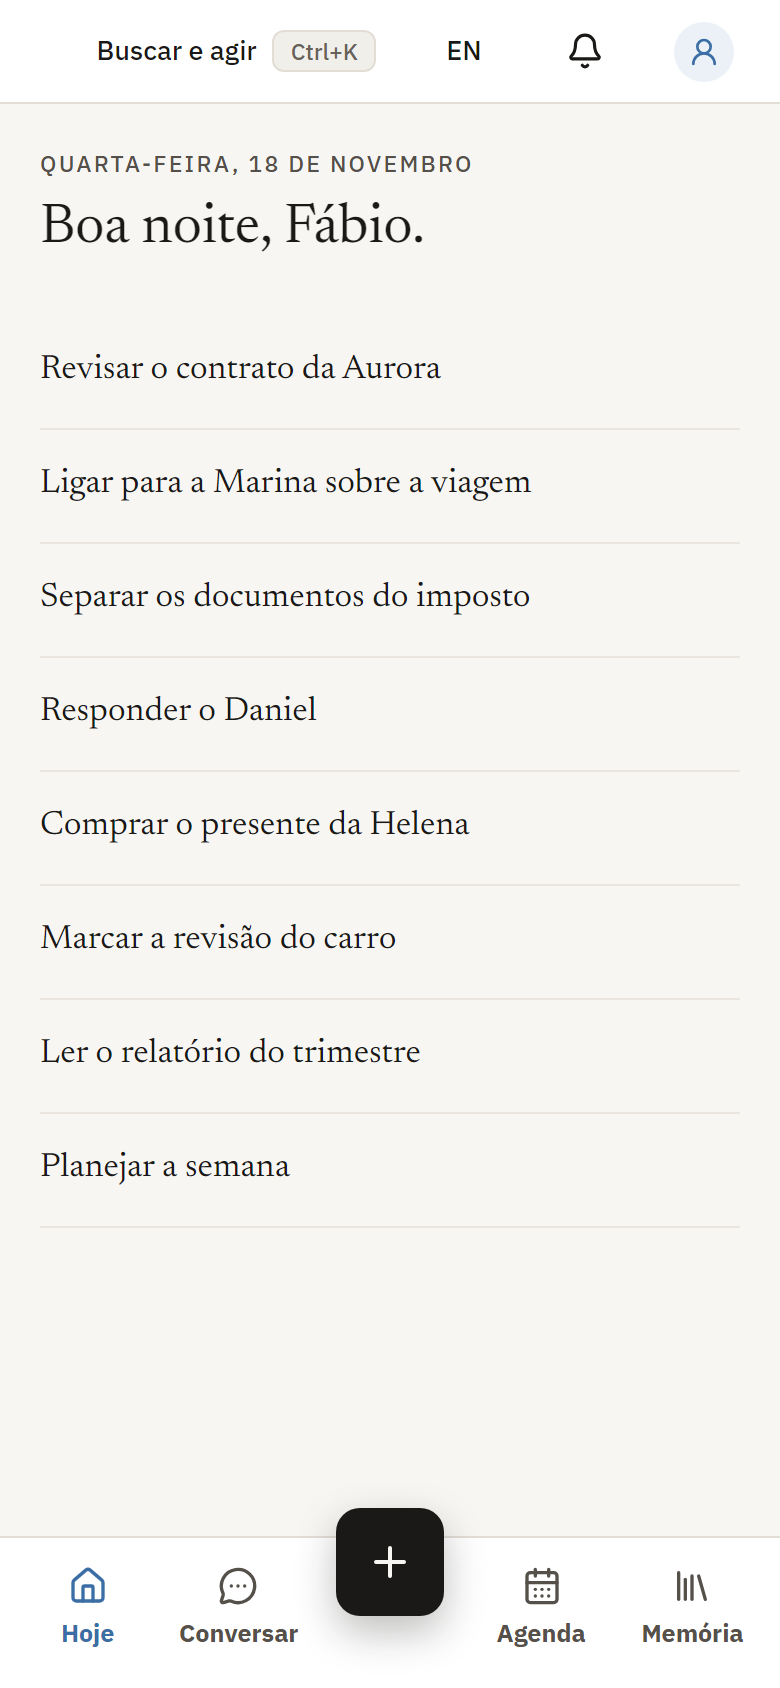 Buscar e agir Ctrl+K EN
QUARTA-FEIRA, 18 DE NOVEMBRO
Boa noite, Fábio.
Revisar o contrato da Aurora
Ligar para a Marina sobre a viagem
Separar os documentos do imposto
Responder o Daniel
Comprar o presente da Helena
Marcar a revisão do carro
Ler o relatório do trimestre
Planejar a semana
Hoje Conversar Agenda Memória